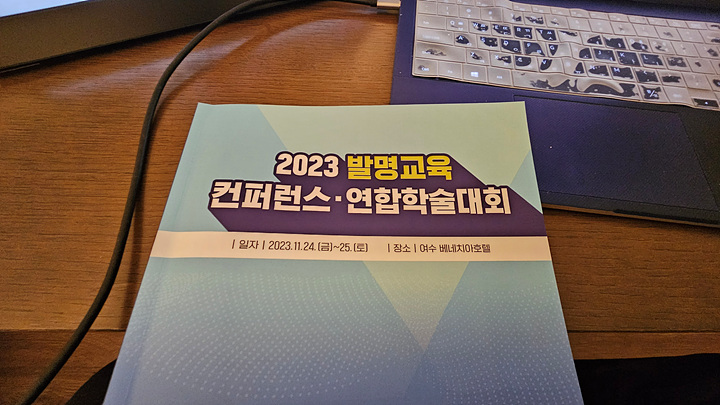 2023 발명교육
컨퍼런스·연합학술대회
| 일자 | 2023.11.24.(금)~25.(토) | 장소 | 여수 베네치아호텔